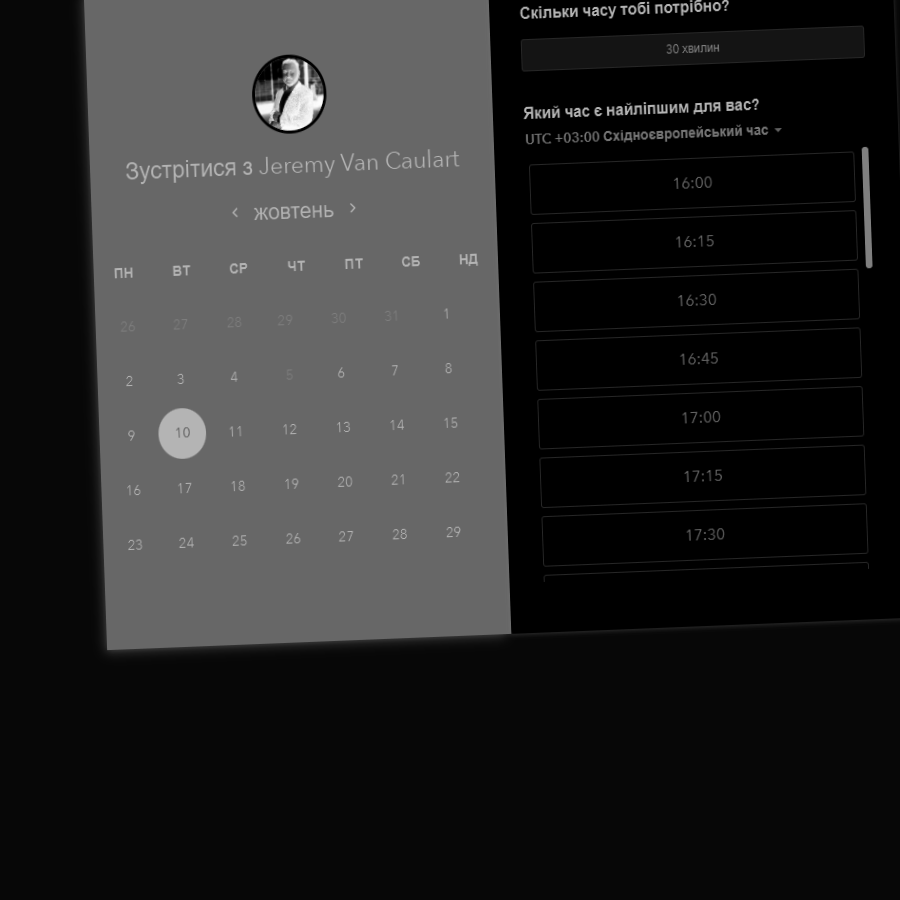 Зустрітися з Jeremy Van Caulart
‹ жовтень ›
ПН ВТ СР ЧТ ПТ СБ НД
26 27 28 29 30 31 1
2 3 4 5 6 7 8
9 10 11 12 13 14 15
16 17 18 19 20 21 22
23 24 25 26 27 28 29
Скільки часу тобі потрібно?
30 хвилин
Який час є найліпшим для вас?
UTC +03:00 Східноєвропейський час
16:00
16:15
16:30
16:45
17:00
17:15
17:30